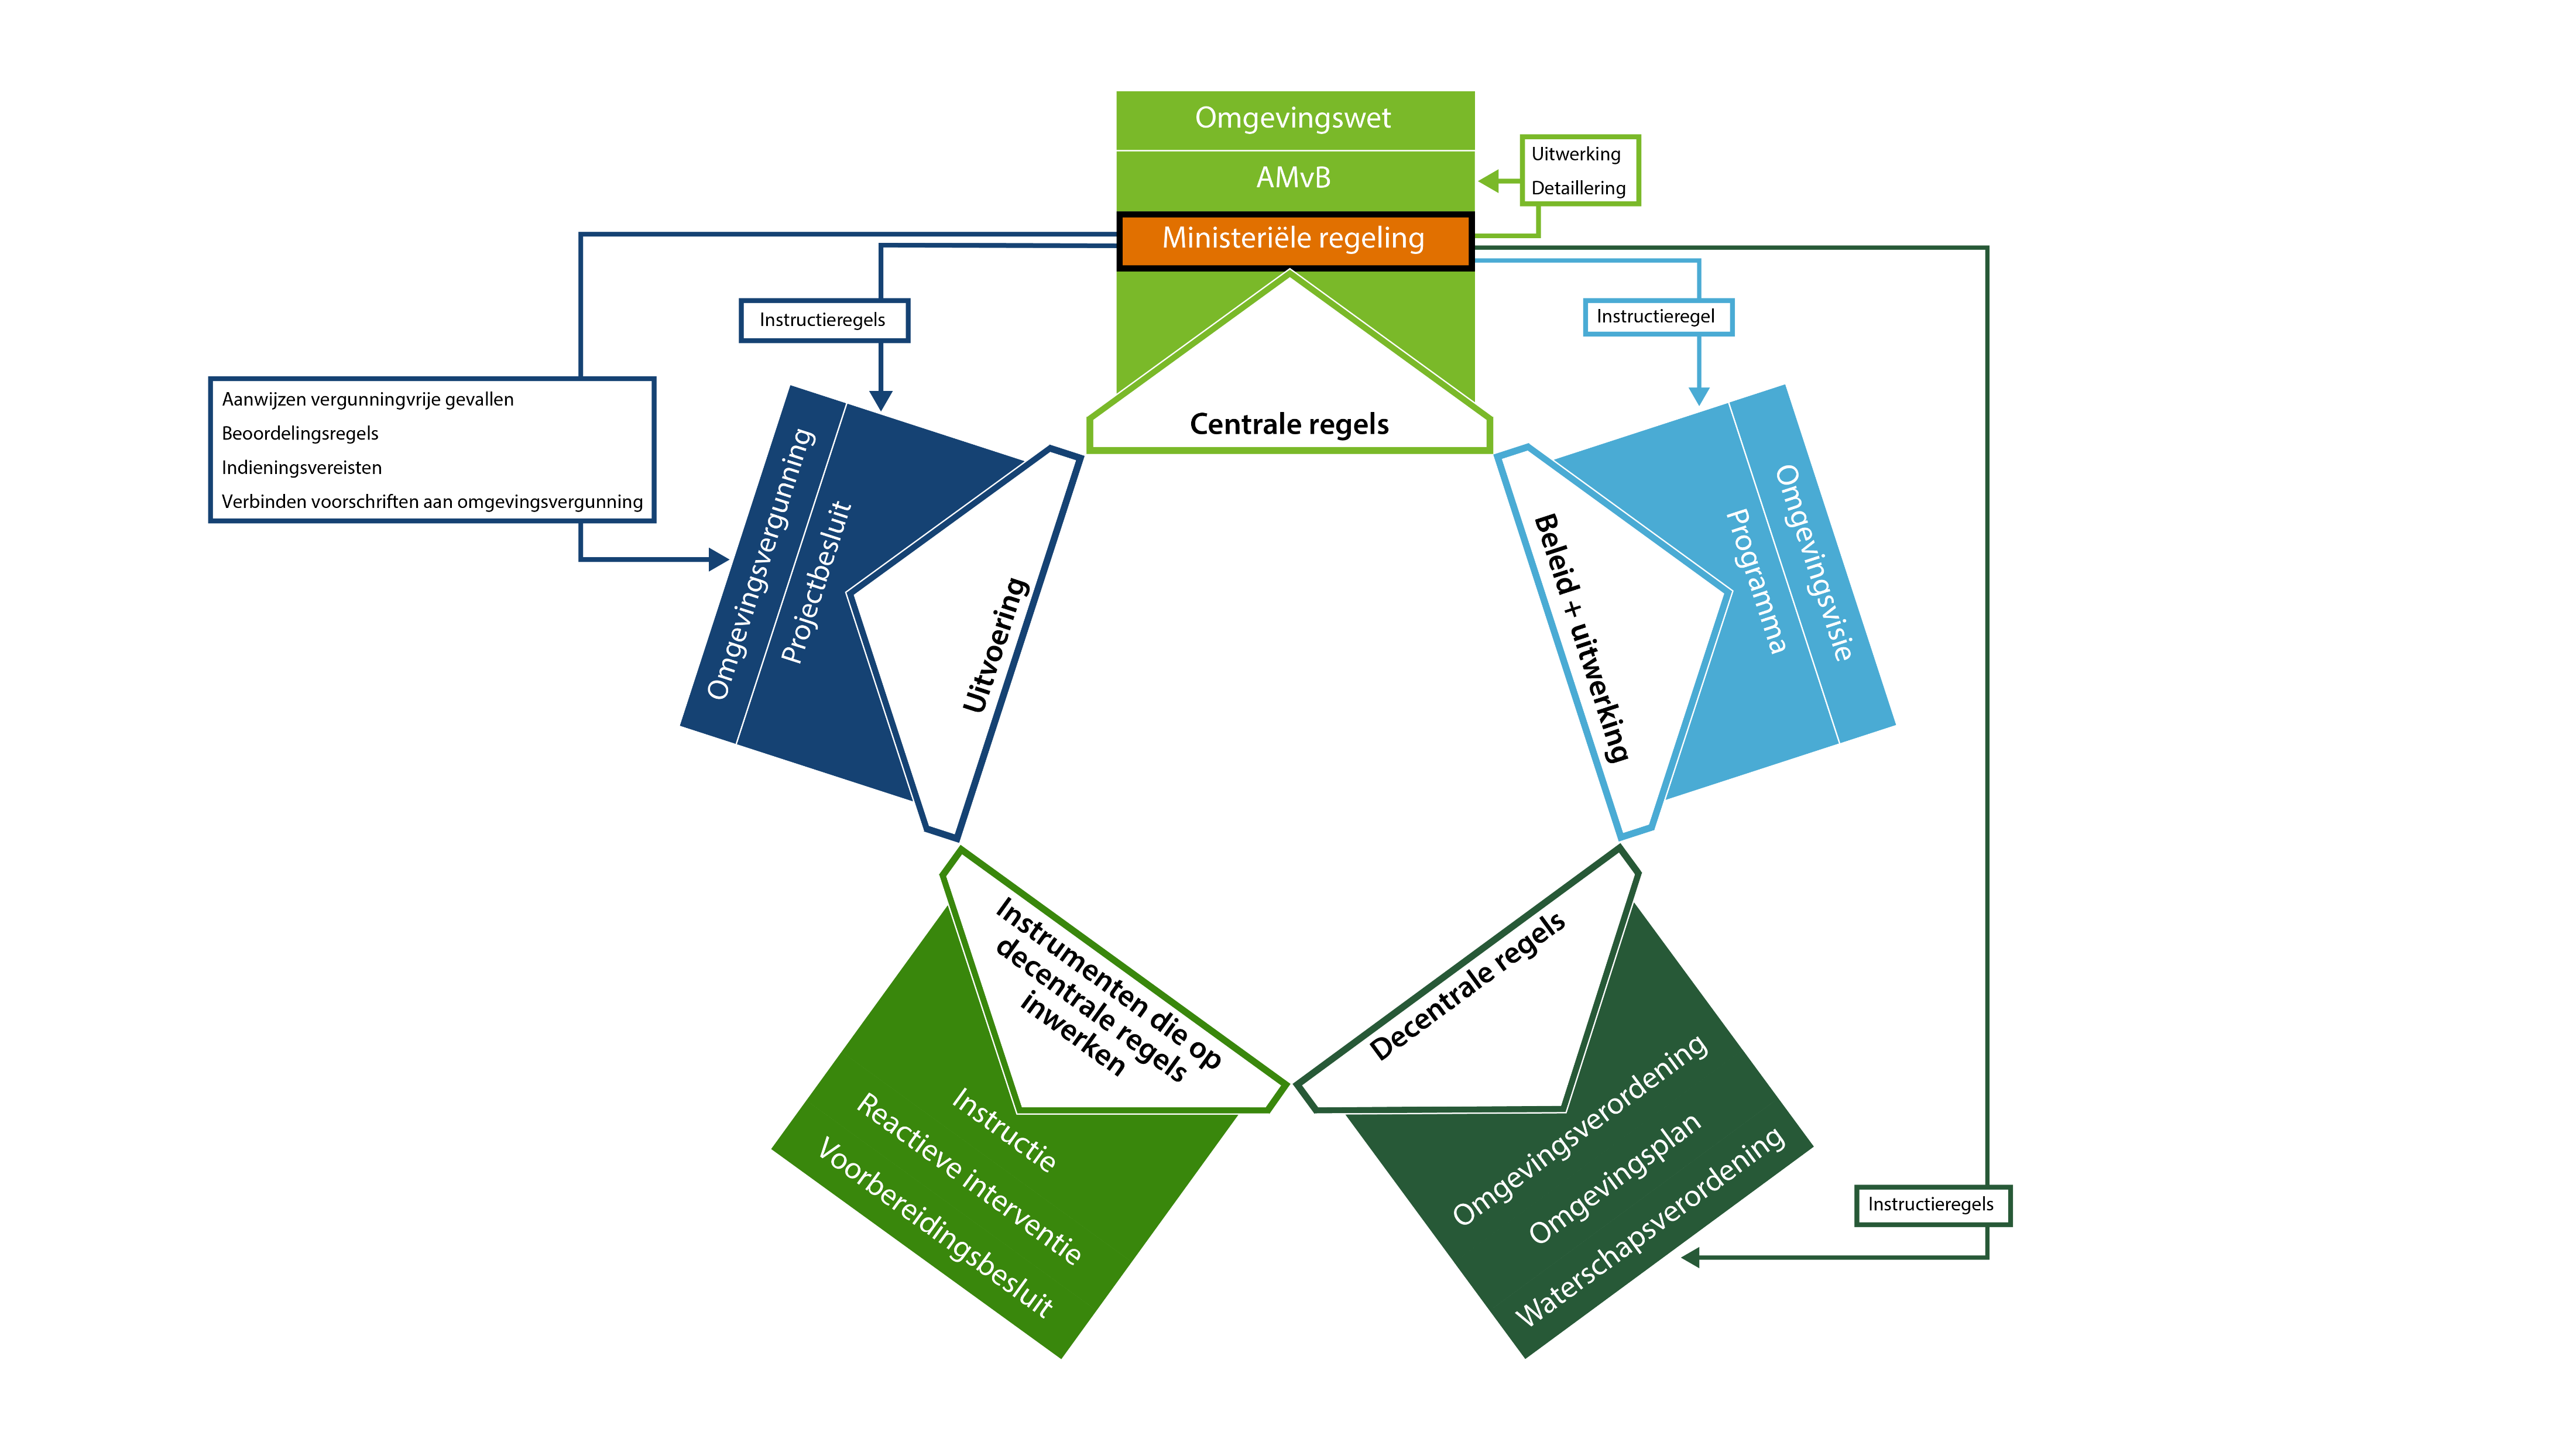 Omgevingswet
AMvB
Ministeriële regeling
Uitwerking
Detaillering
Instructieregels
Instructieregel
Aanwijzen vergunningvrije gevallen
Beoordelingsregels
Indieningsvereisten
Verbinden voorschriften aan omgevingsvergunning
Centrale regels
Omgevingsvergunning
Projectbesluit
Uitvoering
Beleid + uitwerking
Programma
Omgevingsvisie
Instrumenten die op
decentrale regels
inwerken
Instructie
Reactieve interventie
Voorbereidingsbesluit
Decentrale regels
Omgevingsverordening
Omgevingsplan
Waterschapsverordening
Instructieregels